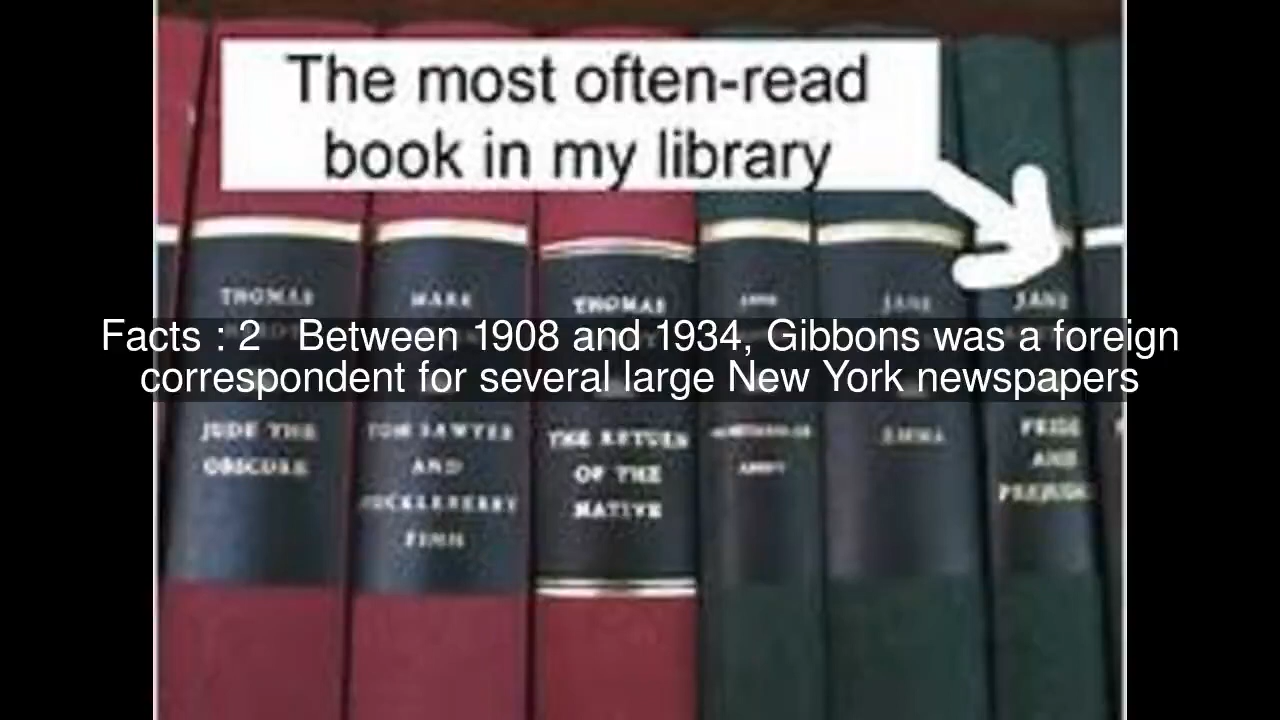 The most often-read
book in my library
THOMAS
MARK
THOMAS
JANE
JANE
JANE
Facts : 2 Between 1908 and 1934, Gibbons was a foreign
correspondent for several large New York newspapers
JUDE THE
OBSCURE
TOM SAWYER
AND
HUCKLEBERRY
FINN
THE RETURN
OF THE
NATIVE
ABBEY
EMMA
PRIDE
AND
PREJUDICE